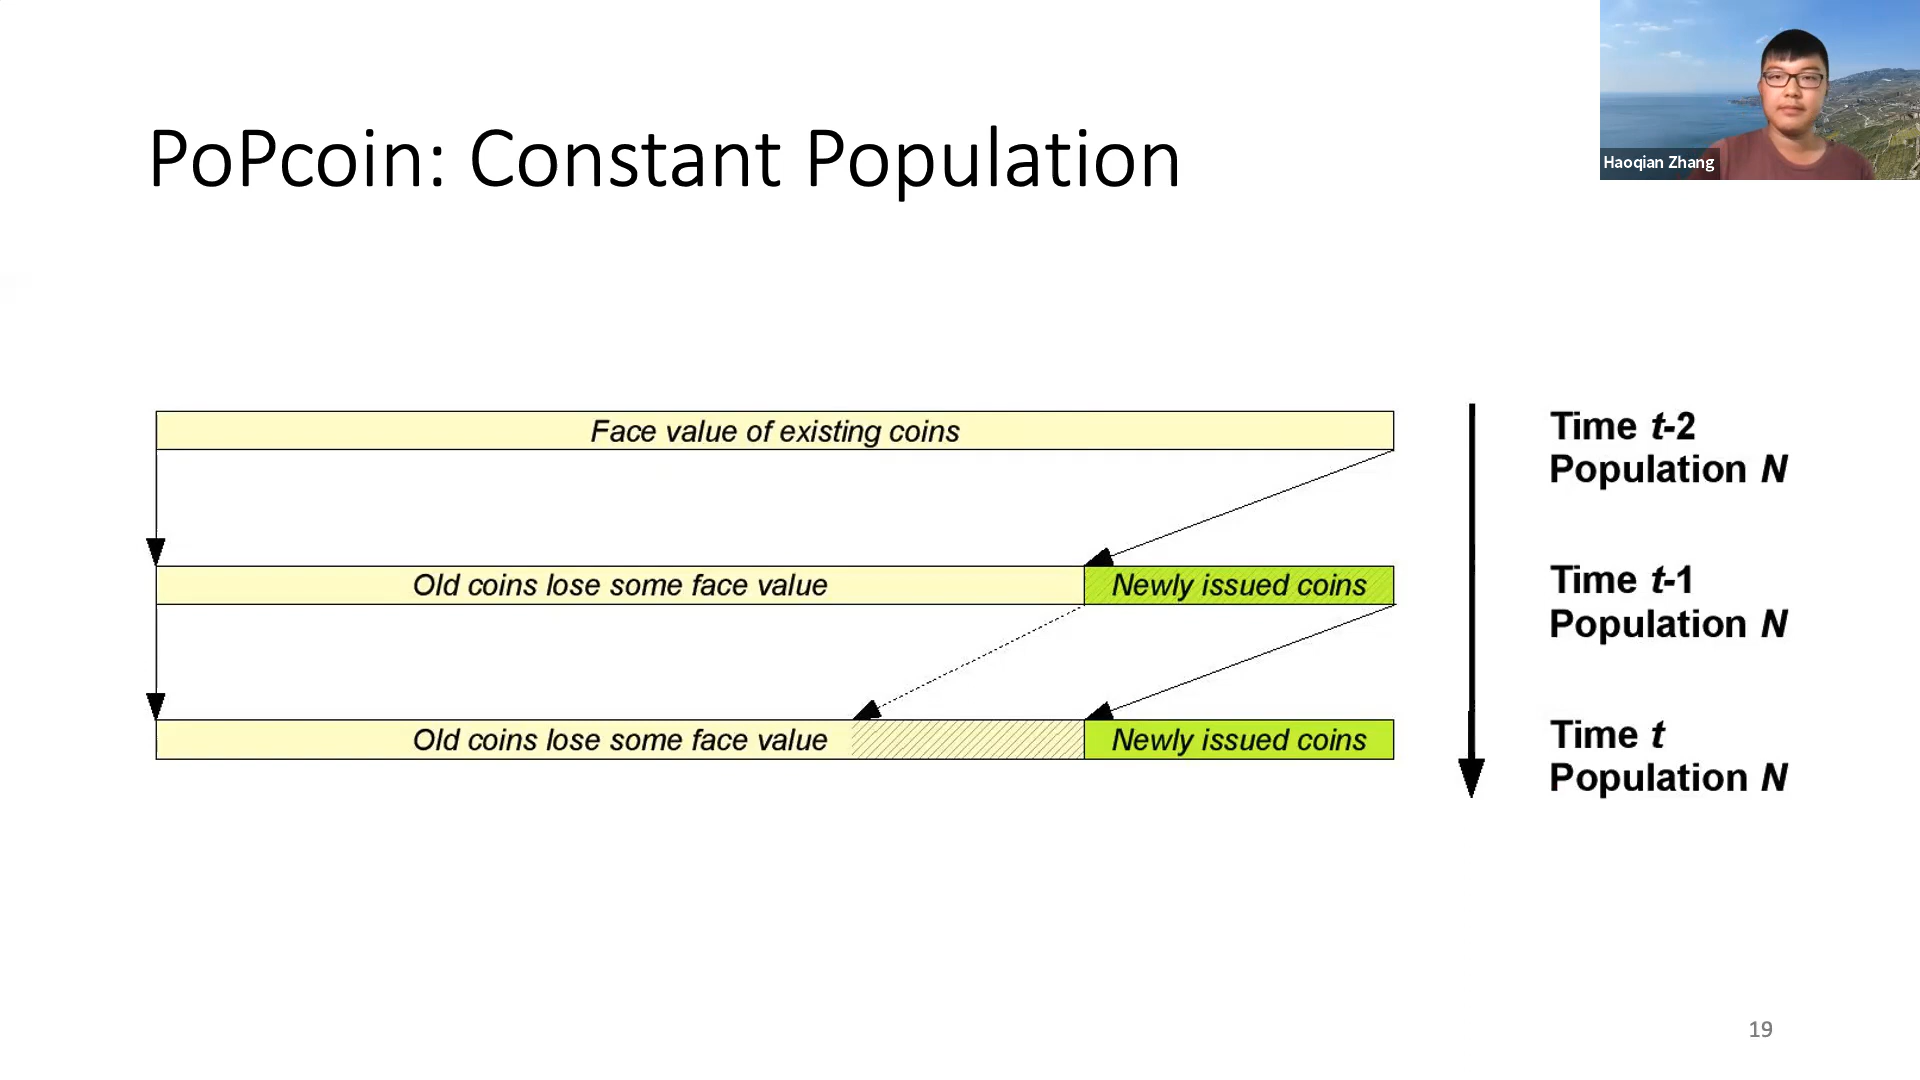 PoPcoin: Constant Population
Haoqian Zhang
Face value of existing coins
Time t-2
Population N
Old coins lose some face value
Newly issued coins
Time t-1
Population N
Old coins lose some face value
Newly issued coins
Time t
Population N
19